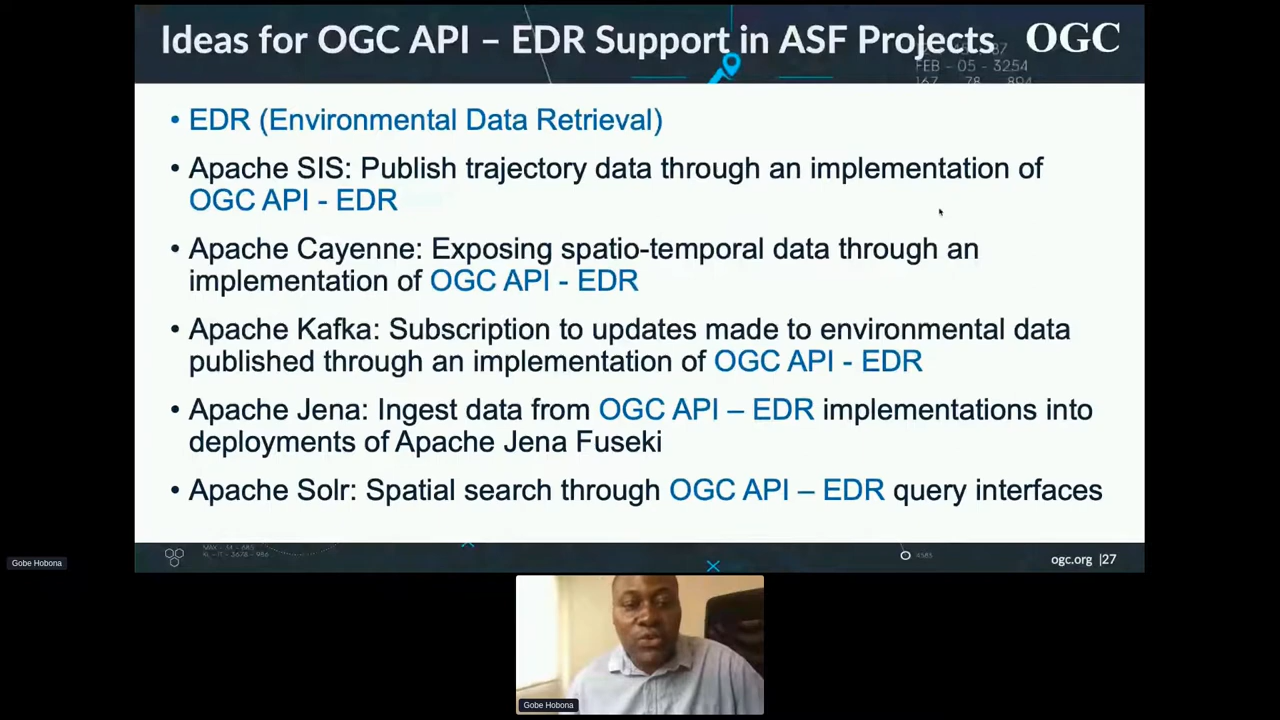 Ideas for OGC API – EDR Support in ASF Projects
OGC
FEB - 05 - 3254
• EDR (Environmental Data Retrieval)
• Apache SIS: Publish trajectory data through an implementation of
OGC API - EDR
• Apache Cayenne: Exposing spatio-temporal data through an
implementation of OGC API - EDR
• Apache Kafka: Subscription to updates made to environmental data
published through an implementation of OGC API - EDR
• Apache Jena: Ingest data from OGC API – EDR implementations into
deployments of Apache Jena Fuseki
• Apache Solr: Spatial search through OGC API – EDR query interfaces
4585
ogc.org |27
Gobe Hobona
Gobe Hobona